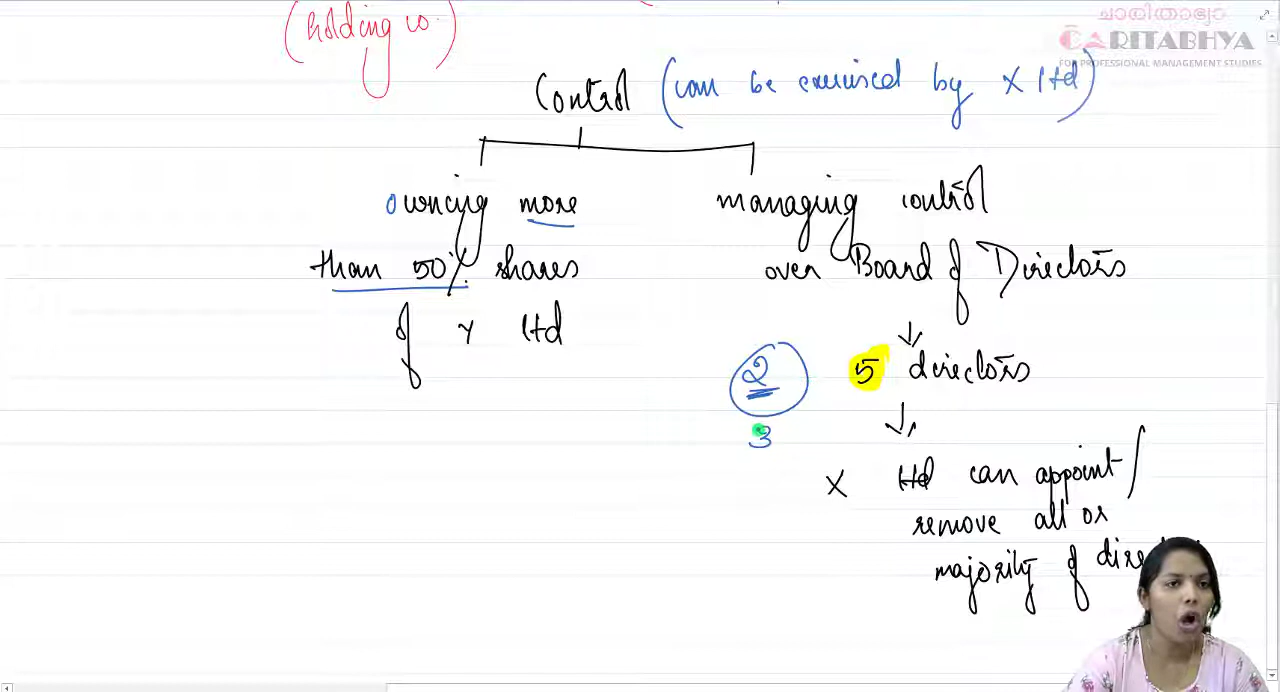 (holding co.)
ചാരിതാഭ്യാ
CARITABHYA
FOR PROFESSIONAL MANAGEMENT STUDIES
Control (can be exercised by X ltd)
owning more managing control
than 50% shares over Board of Directors
of Y ltd
2 5 directors
3
X ltd can appoint/
remove all or
majority of